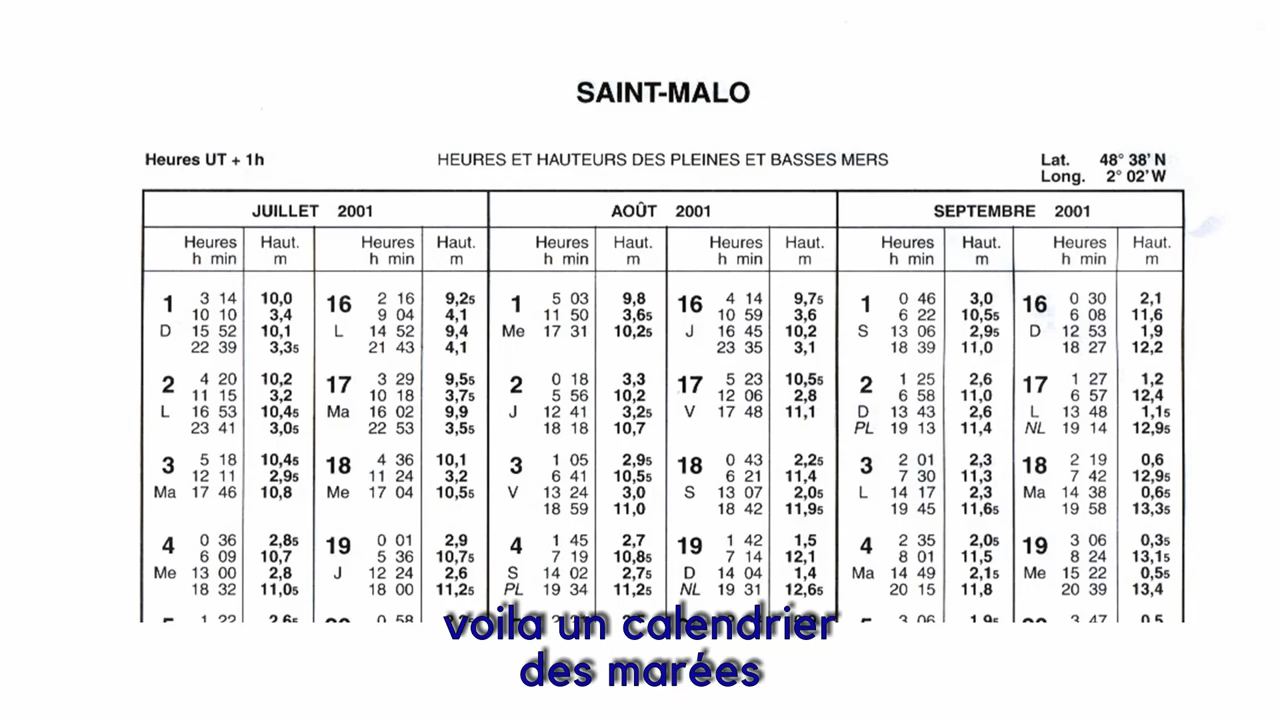 SAINT-MALO
Heures UT + 1h HEURES ET HAUTEURS DES PLEINES ET BASSES MERS Lat. 48° 38' N
Long. 2° 02' W
JUILLET 2001 AOÛT 2001 SEPTEMBRE 2001
Heures Haut. Heures Haut. Heures Haut. Heures Haut. Heures Haut. Heures Haut.
h min m h min m h min m h min m h min m h min m
1 3 14 10,0 16 2 16 9,25 1 5 03 9,8 16 4 14 9,75 1 0 46 3,0 16 0 30 2,1
10 10 3,4 9 04 4,1 11 50 3,65 10 59 3,6 6 22 10,55 6 08 11,6
D 15 52 10,1 L 14 52 9,4 Me 17 31 10,25 J 16 45 10,2 S 13 06 2,95 D 12 53 1,9
22 39 3,35 21 43 4,1 23 35 3,1 18 39 11,0 18 27 12,2
2 4 20 10,2 17 3 29 9,55 2 0 18 3,3 17 5 23 10,55 2 1 25 2,6 17 1 27 1,2
11 15 3,2 10 18 3,75 5 56 10,2 12 06 2,8 6 58 11,0 6 57 12,4
L 16 53 10,45 Ma 16 02 9,9 J 12 41 3,25 V 17 48 11,1 D 13 43 2,6 L 13 48 1,15
23 41 3,05 22 53 3,55 18 18 10,7 PL 19 13 11,4 NL 19 14 12,95
3 5 18 10,45 18 4 36 10,1 3 1 05 2,95 18 0 43 2,25 3 2 01 2,3 18 2 19 0,6
12 11 2,95 11 24 3,2 6 41 10,55 6 21 11,4 7 30 11,3 7 42 12,95
Ma 17 46 10,8 Me 17 04 10,55 V 13 24 3,0 S 13 07 2,05 L 14 17 2,3 Ma 14 38 0,65
18 59 11,0 18 42 11,95 19 45 11,65 19 58 13,35
4 0 36 2,85 19 0 01 2,9 4 1 45 2,7 19 1 42 1,5 4 2 35 2,05 19 3 06 0,35
6 09 10,7 5 36 10,75 7 19 10,85 7 14 12,1 8 01 11,5 8 24 13,15
Me 13 00 2,8 J 12 24 2,6 S 14 02 2,75 D 14 04 1,4 Ma 14 49 2,15 Me 15 22 0,55
18 32 11,05 18 00 11,25 PL 19 34 11,25 NL 19 31 12,65 20 15 11,8 20 39 13,4
voila un calendrier
des marées